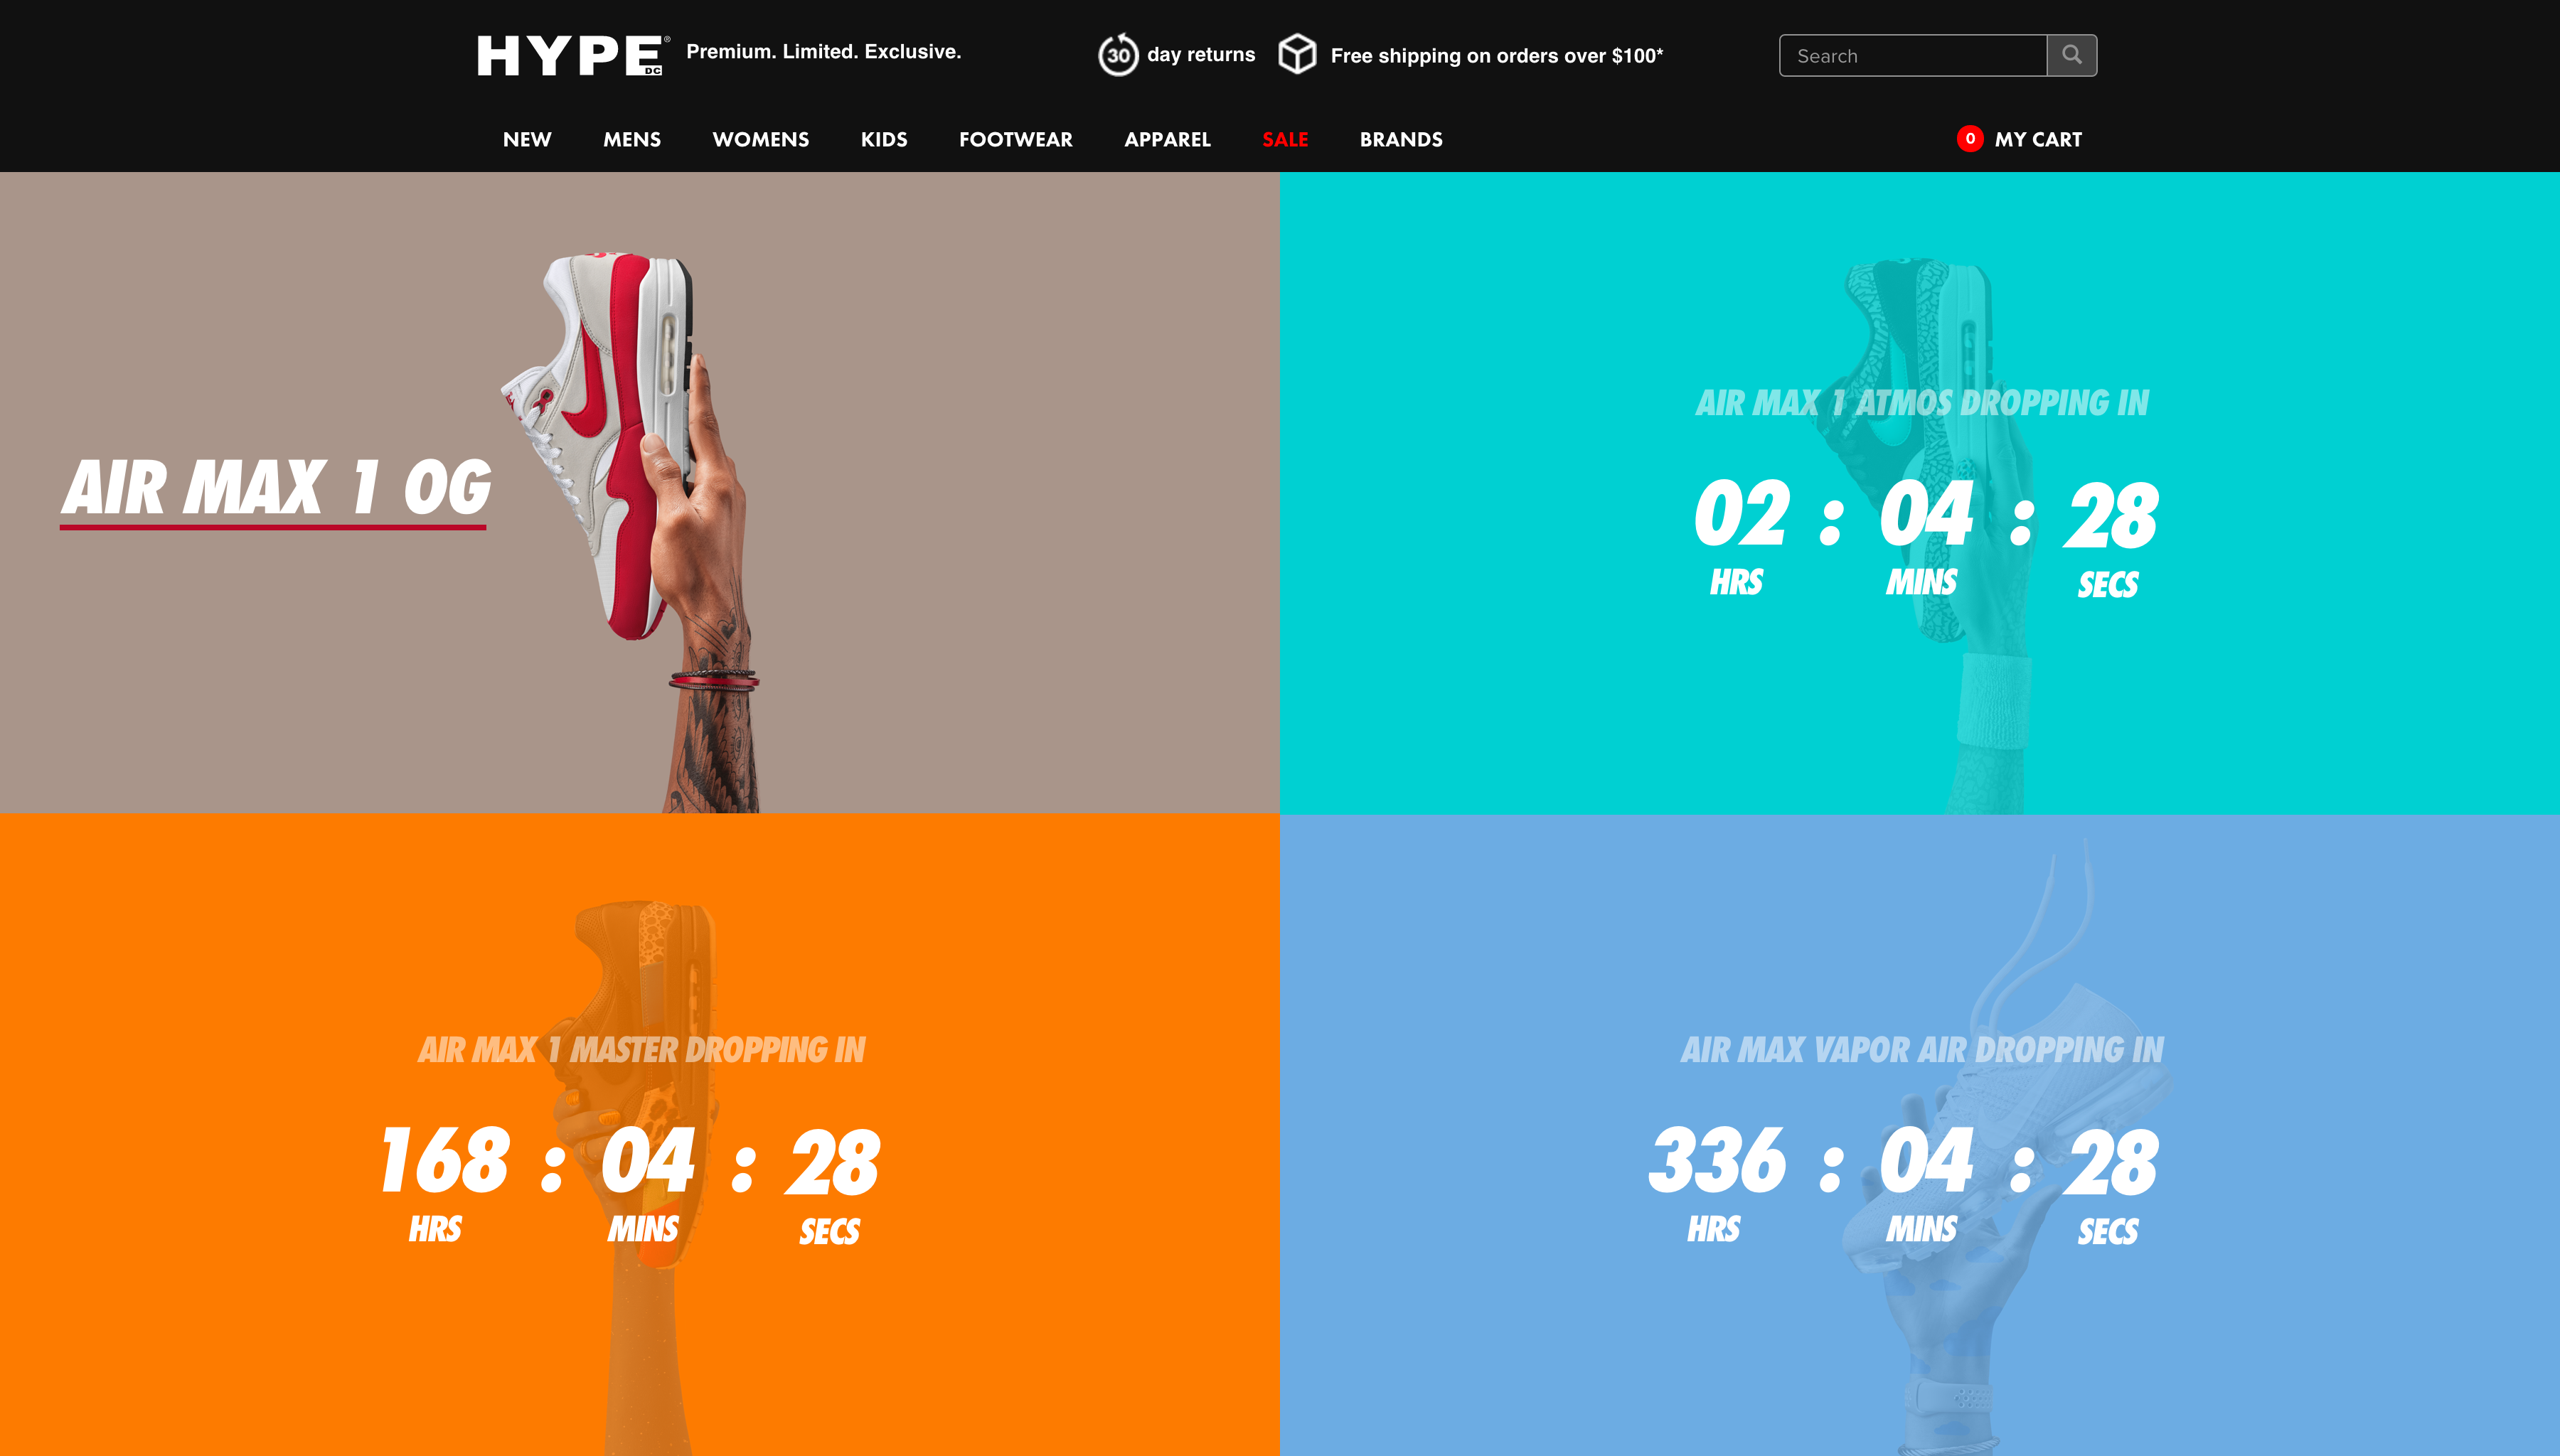 HYPE DC® Premium. Limited. Exclusive.
30 day returns
Free shipping on orders over $100*
Search
NEW MENS WOMENS KIDS FOOTWEAR APPAREL SALE BRANDS
0 MY CART
AIR MAX 1 OG
AIR MAX 1 ATMOS DROPPING IN
02 : 04 : 28
HRS MINS SECS
AIR MAX 1 MASTER DROPPING IN
168 : 04 : 28
HRS MINS SECS
AIR MAX VAPOR AIR DROPPING IN
336 : 04 : 28
HRS MINS SECS